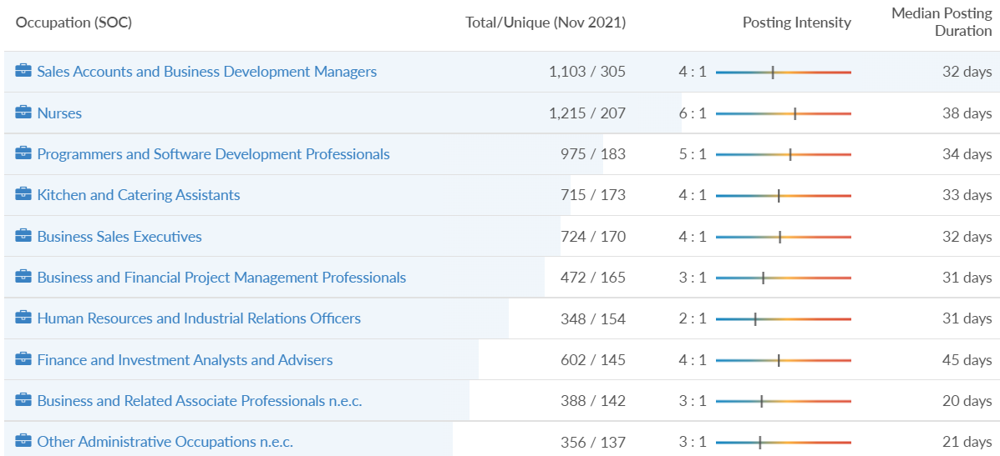 Occupation (SOC) Total/Unique (Nov 2021) Posting Intensity Median Posting Duration
Sales Accounts and Business Development Managers 1,103 / 305 4 : 1 32 days
Nurses 1,215 / 207 6 : 1 38 days
Programmers and Software Development Professionals 975 / 183 5 : 1 34 days
Kitchen and Catering Assistants 715 / 173 4 : 1 33 days
Business Sales Executives 724 / 170 4 : 1 32 days
Business and Financial Project Management Professionals 472 / 165 3 : 1 31 days
Human Resources and Industrial Relations Officers 348 / 154 2 : 1 31 days
Finance and Investment Analysts and Advisers 602 / 145 4 : 1 45 days
Business and Related Associate Professionals n.e.c. 388 / 142 3 : 1 20 days
Other Administrative Occupations n.e.c. 356 / 137 3 : 1 21 days